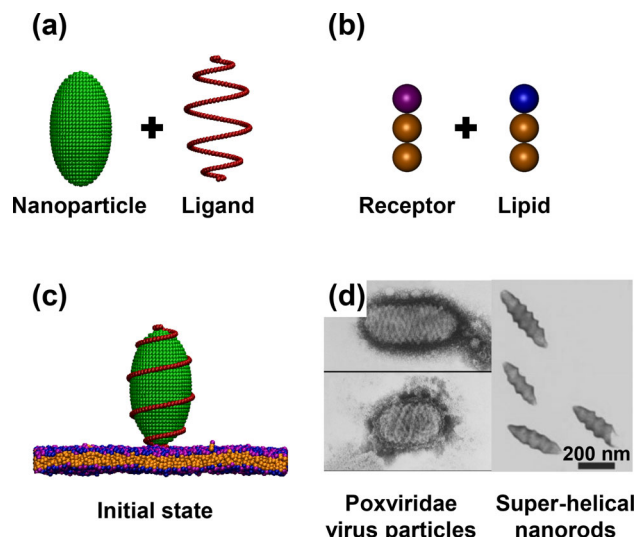 (a)
(b)
Nanoparticle
Ligand
Receptor
Lipid
(c)
(d)
Initial state
200 nm
Poxviridae
virus particles
Super-helical
nanorods